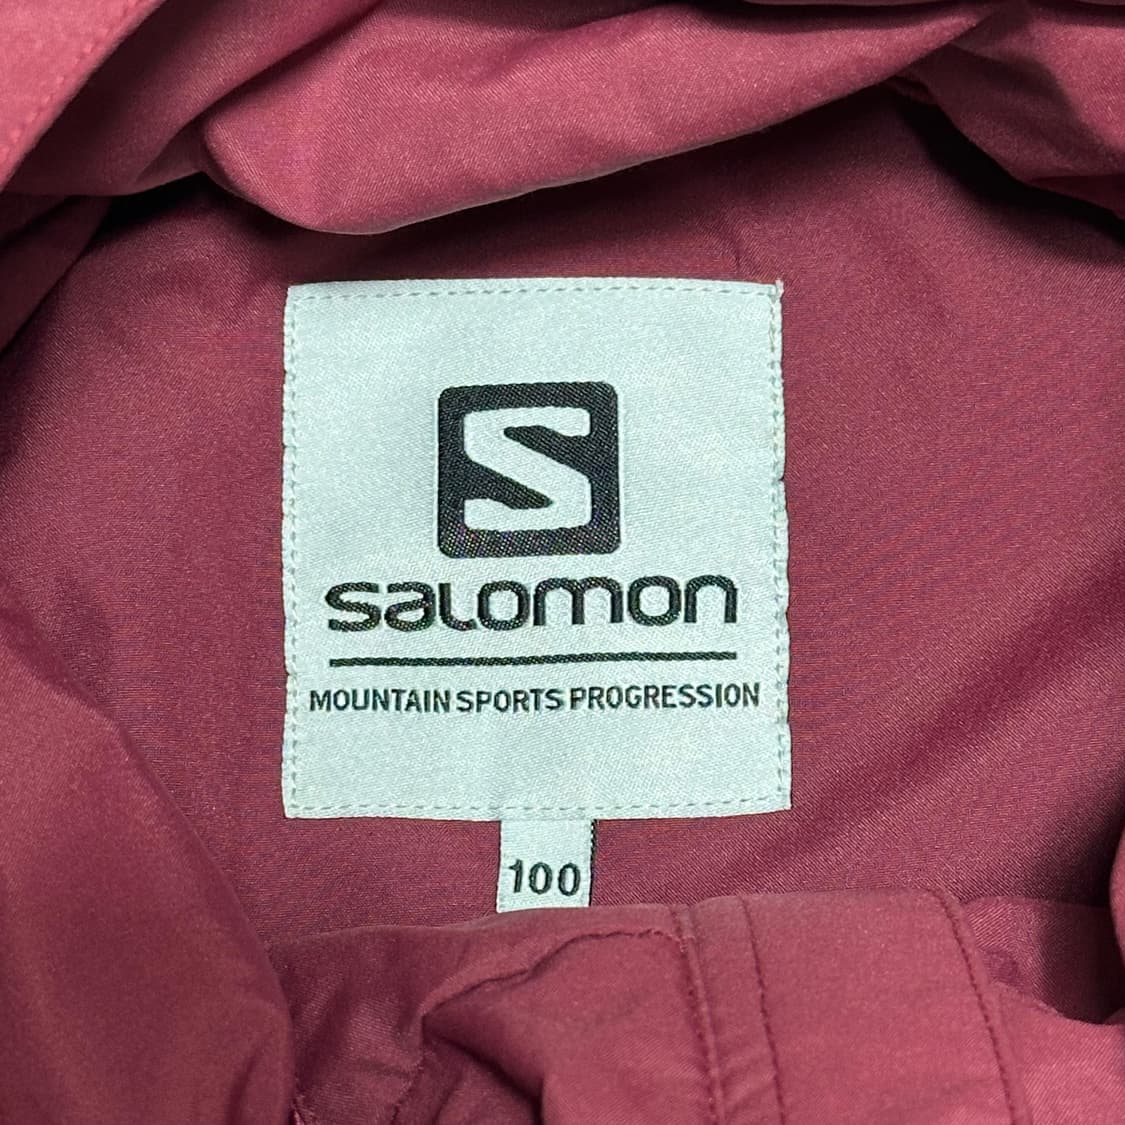 S
salomon
MOUNTAIN SPORTS PROGRESSION
100